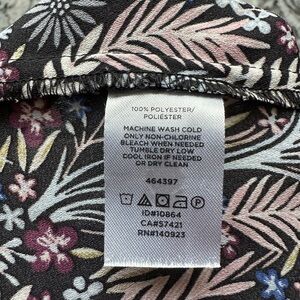 100% POLYESTER/
POLIÉSTER
MACHINE WASH COLD
ONLY NON-CHLORINE
BLEACH WHEN NEEDED
TUMBLE DRY LOW
COOL IRON IF NEEDED
OR DRY CLEAN
464397
ID#10864
CA#57421
RN#140923